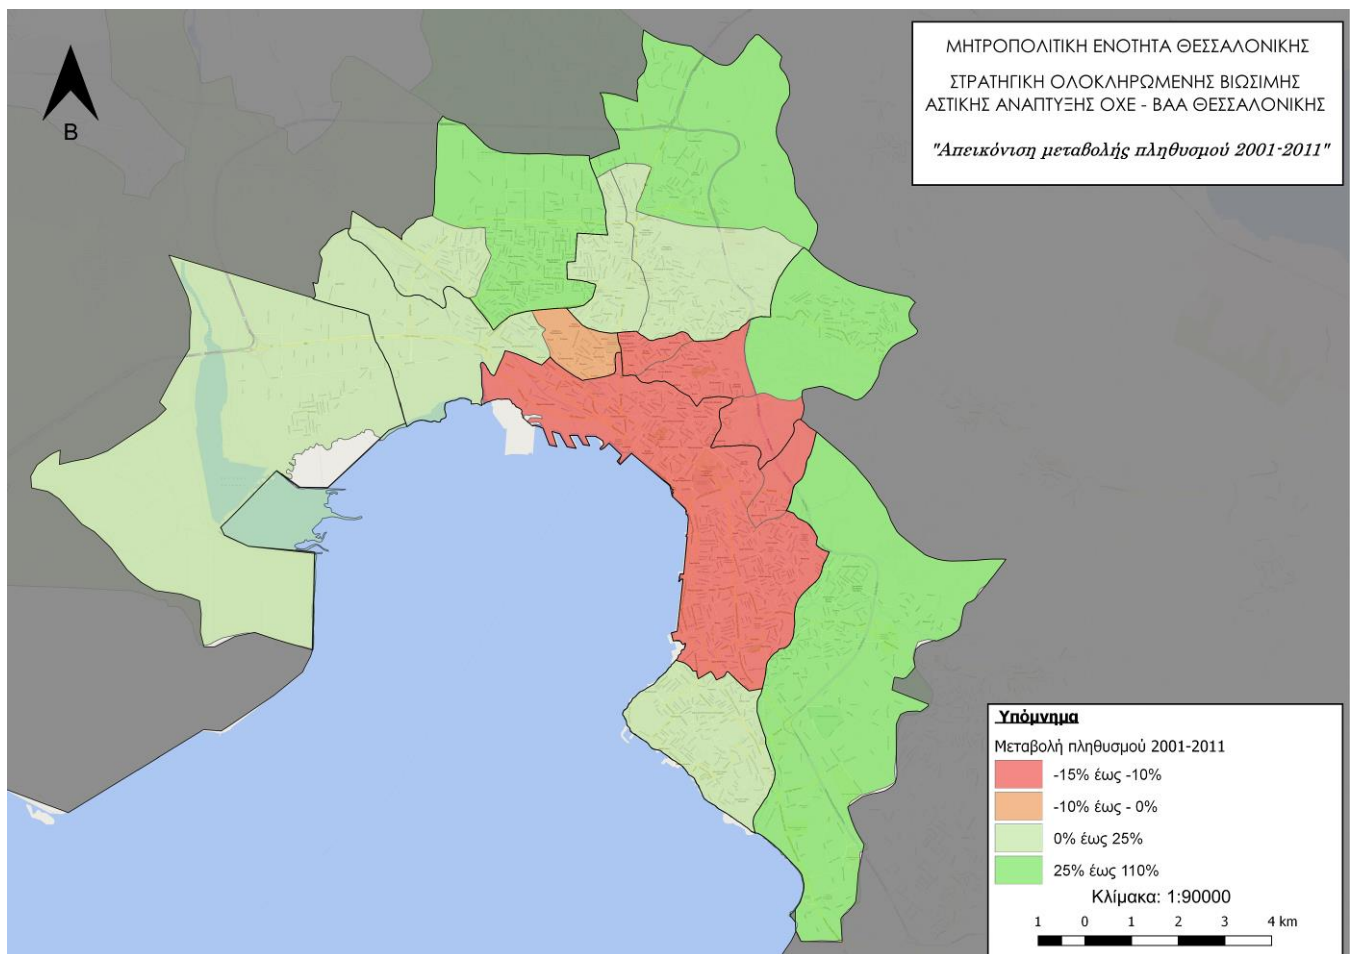 ΜΗΤΡΟΠΟΛΙΤΙΚΗ ΕΝΟΤΗΤΑ ΘΕΣΣΑΛΟΝΙΚΗΣ
ΣΤΡΑΤΗΓΙΚΗ ΟΛΟΚΛΗΡΩΜΕΝΗΣ ΒΙΩΣΙΜΗΣ
ΑΣΤΙΚΗΣ ΑΝΑΠΤΥΞΗΣ ΟΧΕ - ΒΑΑ ΘΕΣΣΑΛΟΝΙΚΗΣ
"Απεικόνιση μεταβολής πληθυσμού 2001-2011"
Β
Υπόμνημα
Μεταβολή πληθυσμού 2001-2011
-15% έως -10%
-10% έως - 0%
0% έως 25%
25% έως 110%
Κλίμακα: 1:90000
1 0 1 2 3 4 km